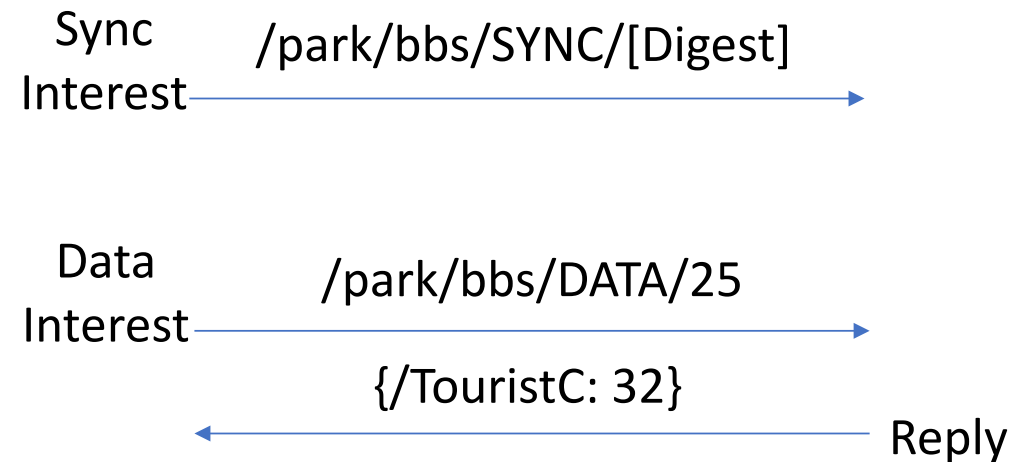 Sync
Interest
/park/bbs/SYNC/[Digest]
Data
Interest
/park/bbs/DATA/25
{/TouristC: 32}
Reply